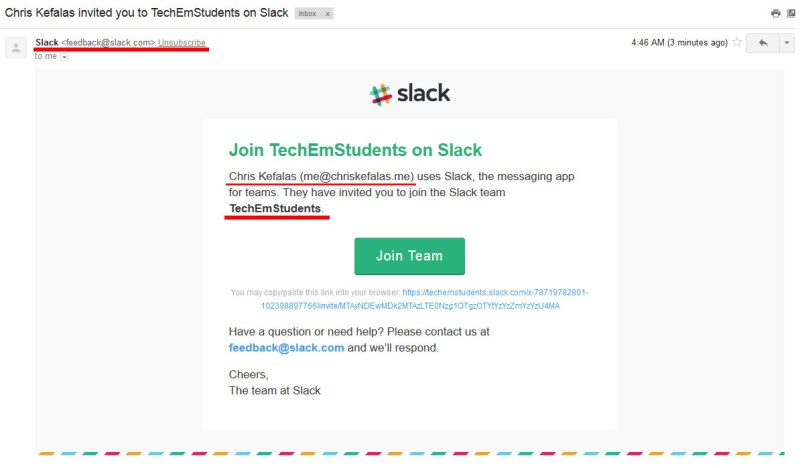 Chris Kefalas invited you to TechEmStudents on Slack Inbox x
Slack <feedback@slack.com> Unsubscribe 4:46 AM (3 minutes ago)
to me
slack
Join TechEmStudents on Slack
Chris Kefalas (me@chriskefalas.me) uses Slack, the messaging app
for teams. They have invited you to join the Slack team
TechEmStudents.
Join Team
You may copy/paste this link into your browser: https://techemstudents.slack.com/x-78719782801-
102398897766/invite/MTAyNDEwMDk2MTAzLTE0Nzg1OTgzOTYtYzYzZmYzYzU4MA
Have a question or need help? Please contact us at
feedback@slack.com and we'll respond.
Cheers,
The team at Slack